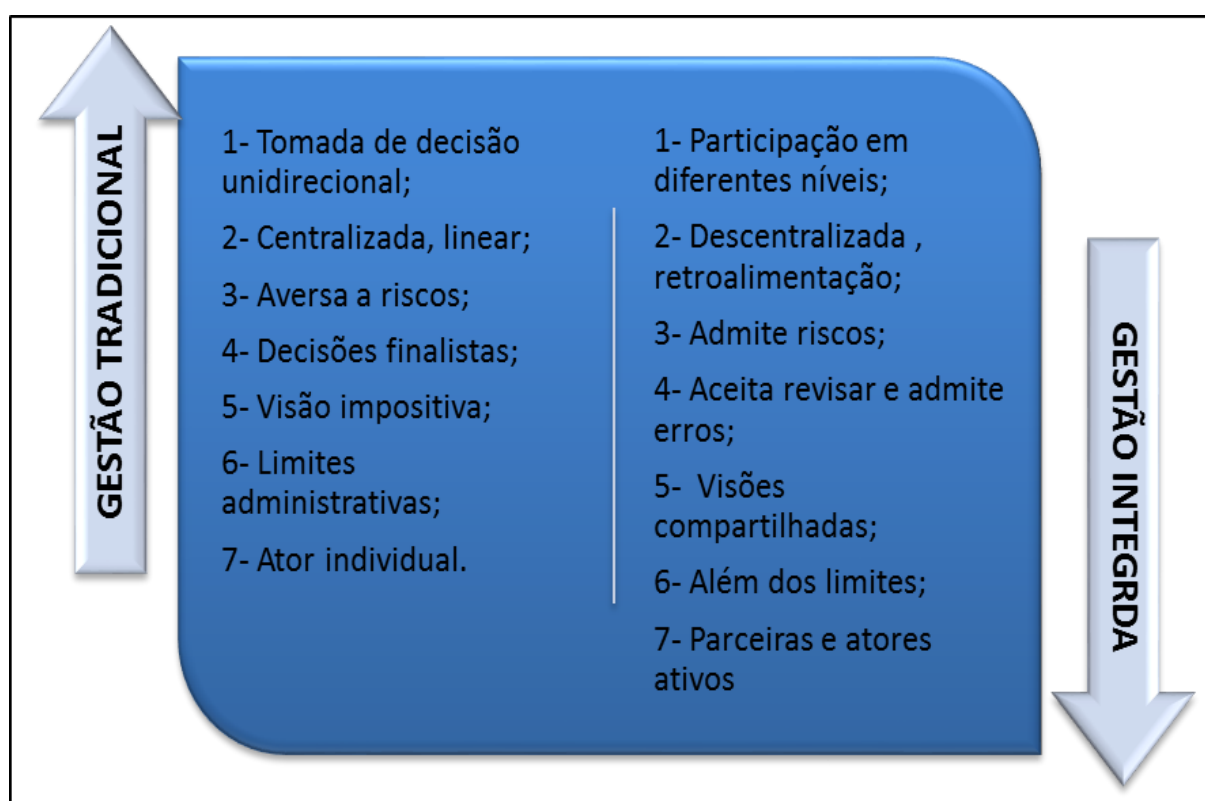 GESTÃO TRADICIONAL
1- Tomada de decisão
unidirecional;
2- Centralizada, linear;
3- Aversa a riscos;
4- Decisões finalistas;
5- Visão impositiva;
6- Limites
administrativas;
7- Ator individual.
1- Participação em
diferentes níveis;
2- Descentralizada ,
retroalimentação;
3- Admite riscos;
4- Aceita revisar e admite
erros;
5-  Visões
compartilhadas;
6- Além dos limites;
7- Parceiras e atores
ativos
GESTÃO INTEGRDA